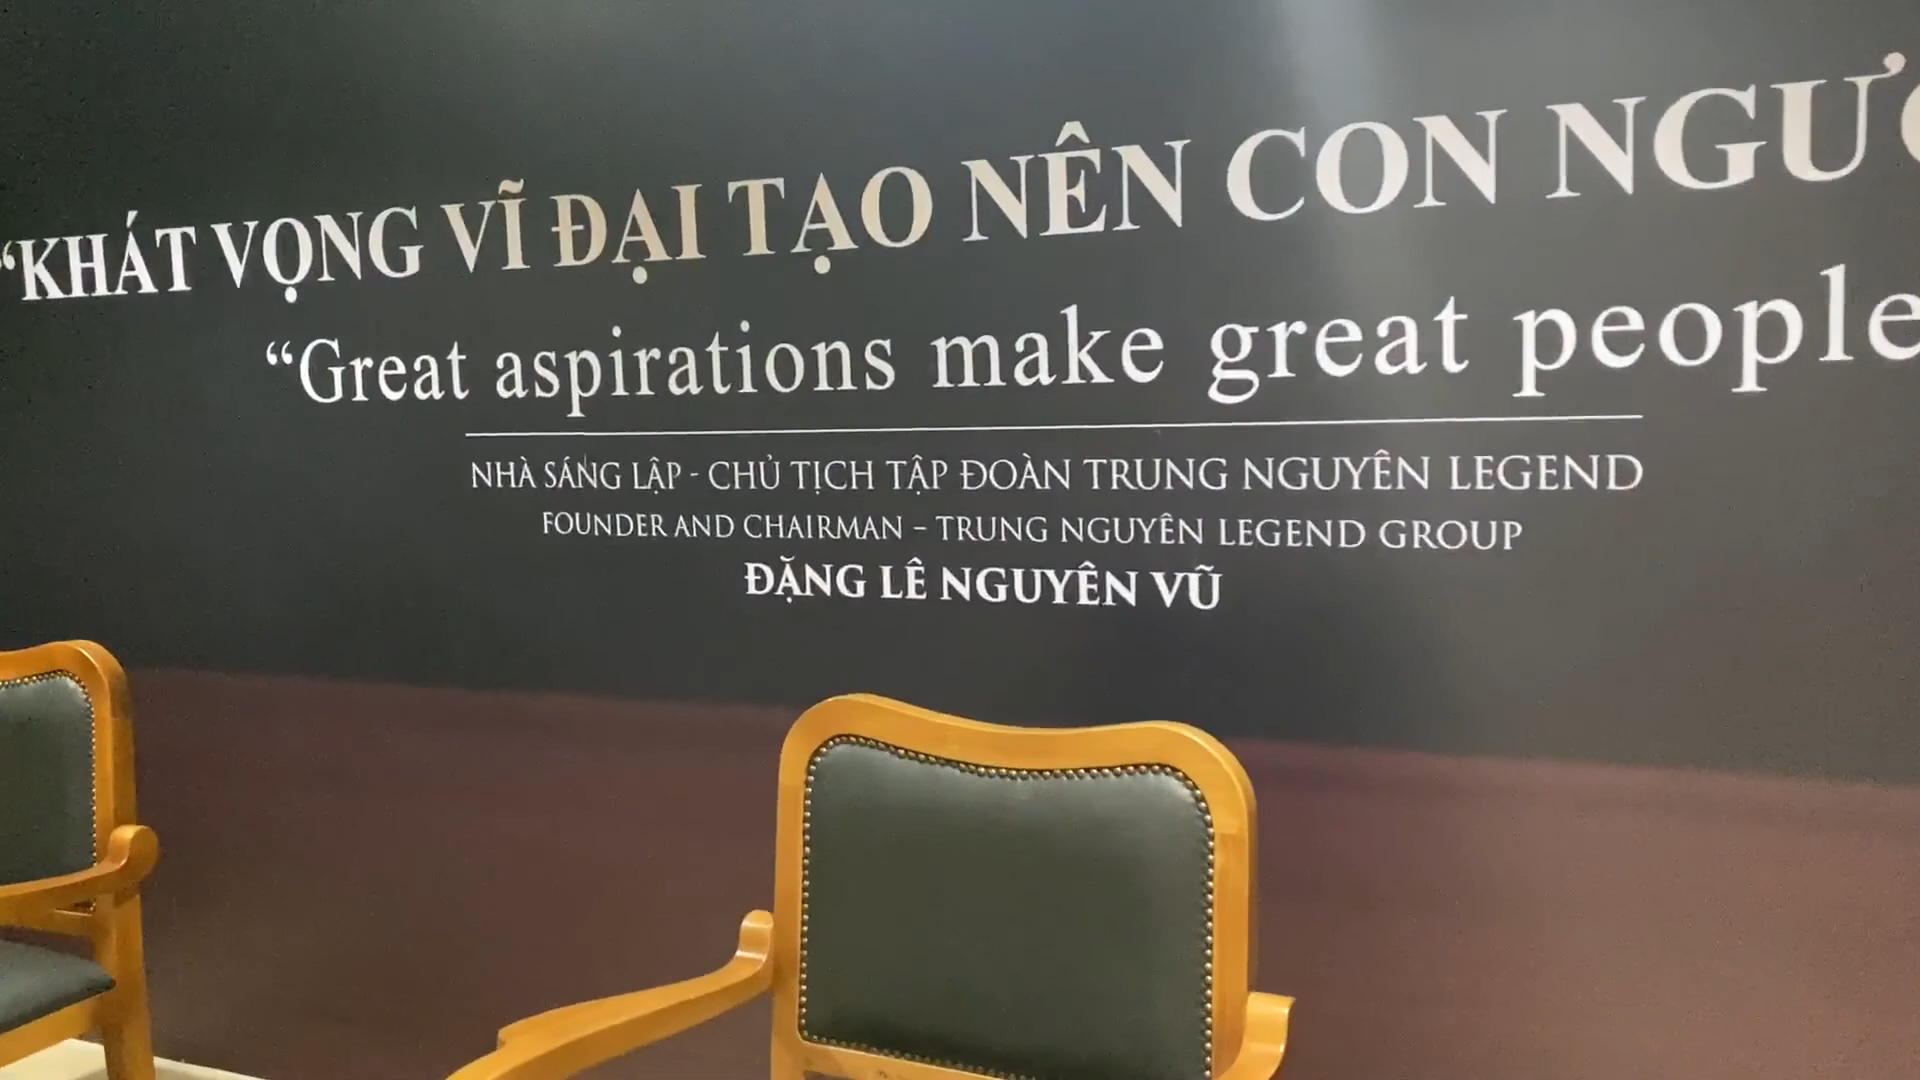 “KHÁT VỌNG VĨ ĐẠI TẠO NÊN CON
“Great aspirations make great people
NHÀ SÁNG LẬP - CHỦ TỊCH TẬP ĐOÀN TRUNG NGUYÊN LEGEND
FOUNDER AND CHAIRMAN – TRUNG NGUYÊN LEGEND GROUP
ĐẶNG LÊ NGUYÊN VŨ